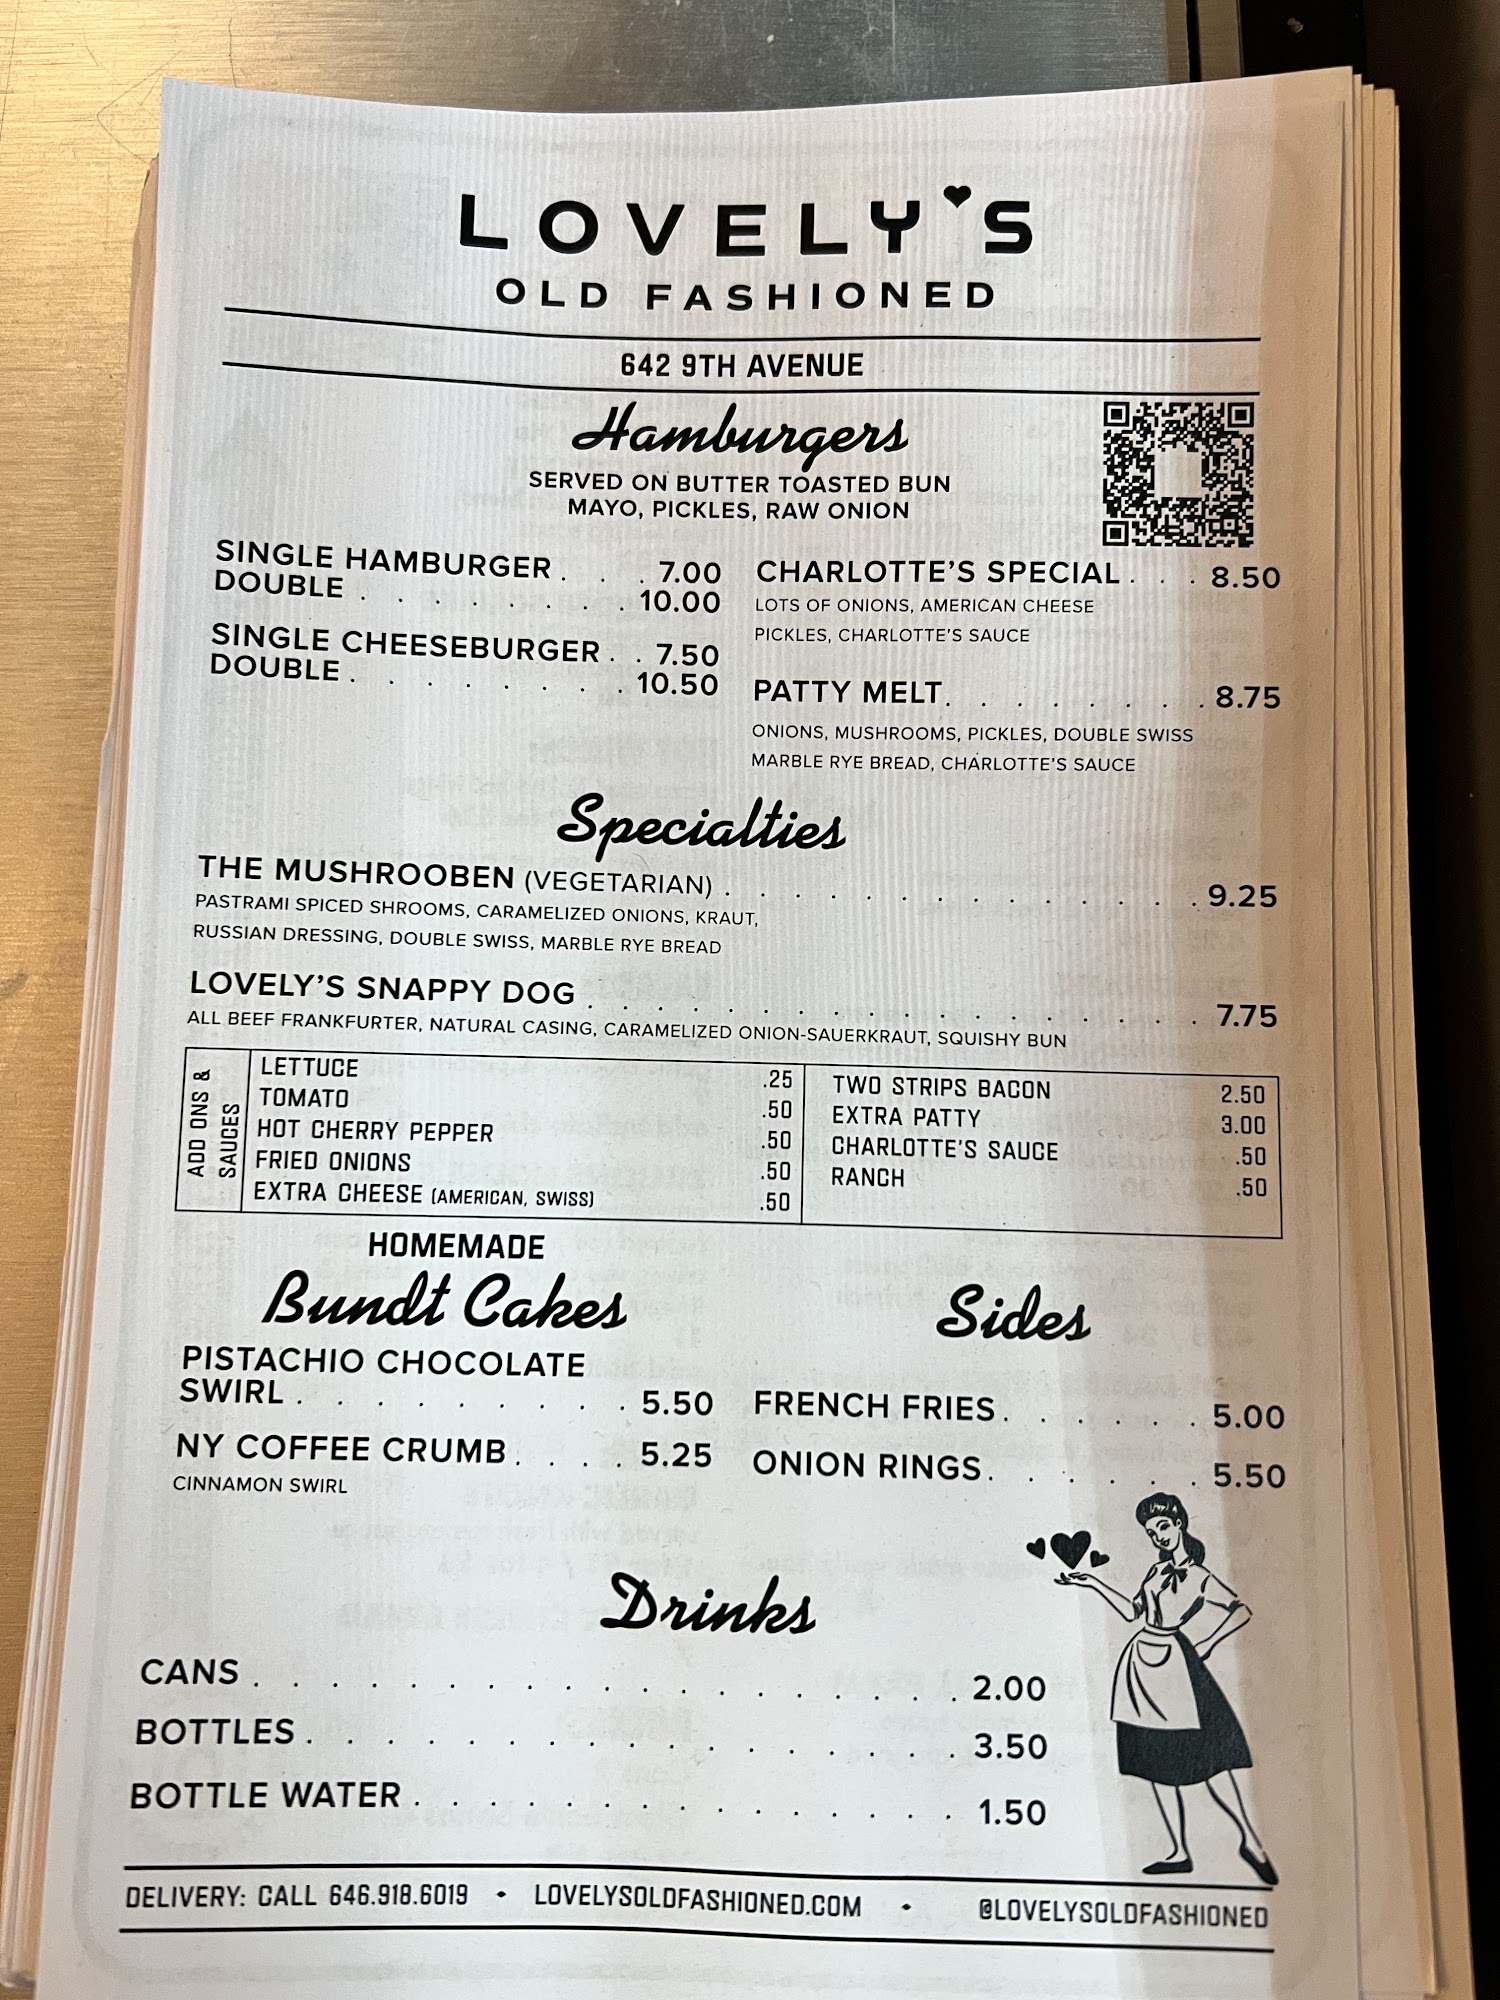 LOVELY'S
OLD FASHIONED
642 9TH AVENUE
Hamburgers
SERVED ON BUTTER TOASTED BUN
MAYO, PICKLES, RAW ONION
SINGLE HAMBURGER . . . 7.00
DOUBLE . . . . . . . . 10.00
SINGLE CHEESEBURGER . . 7.50
DOUBLE . . . . . . . . 10.50
CHARLOTTE'S SPECIAL . . . 8.50
LOTS OF ONIONS, AMERICAN CHEESE
PICKLES, CHARLOTTE'S SAUCE
PATTY MELT . . . . . . . . 8.75
ONIONS, MUSHROOMS, PICKLES, DOUBLE SWISS
MARBLE RYE BREAD, CHARLOTTE'S SAUCE
Specialties
THE MUSHROOBEN (VEGETARIAN) . . . . . . . . . . . . . . 9.25
PASTRAMI SPICED SHROOMS, CARAMELIZED ONIONS, KRAUT,
RUSSIAN DRESSING, DOUBLE SWISS, MARBLE RYE BREAD
LOVELY'S SNAPPY DOG . . . . . . . . . . . . . . . . . 7.75
ALL BEEF FRANKFURTER, NATURAL CASING, CARAMELIZED ONION-SAUERKRAUT, SQUISHY BUN
ADD ONS &
SAUCES
LETTUCE .25
TOMATO .50
HOT CHERRY PEPPER .50
FRIED ONIONS .50
EXTRA CHEESE (AMERICAN, SWISS) .50
TWO STRIPS BACON 2.50
EXTRA PATTY 3.00
CHARLOTTE'S SAUCE .50
RANCH .50
HOMEMADE
Bundt Cakes
PISTACHIO CHOCOLATE
SWIRL . . . . . . . . . 5.50
NY COFFEE CRUMB . . . . 5.25
CINNAMON SWIRL
Sides
FRENCH FRIES . . . . . . 5.00
ONION RINGS . . . . . . 5.50
Drinks
CANS . . . . . . . . . . . . . . . . . . . 2.00
BOTTLES . . . . . . . . . . . . . . . . . 3.50
BOTTLE WATER . . . . . . . . . . . . . . . 1.50
DELIVERY: CALL 646.918.6019 • LOVELYSOLDFASHIONED.COM • @LOVELYSOLDFASHIONED